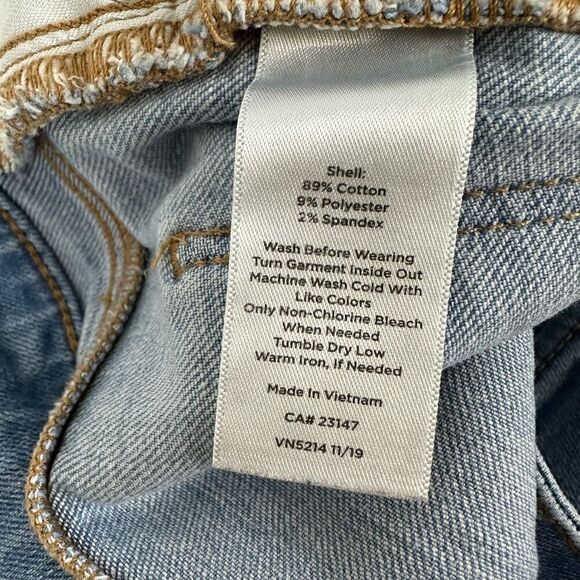 Shell:
89% Cotton
9% Polyester
2% Spandex
Wash Before Wearing
Turn Garment Inside Out
Machine Wash Cold With
Like Colors
Only Non-Chlorine Bleach
When Needed
Tumble Dry Low
Warm Iron, If Needed
Made In Vietnam
CA# 23147
VN5214 11/19